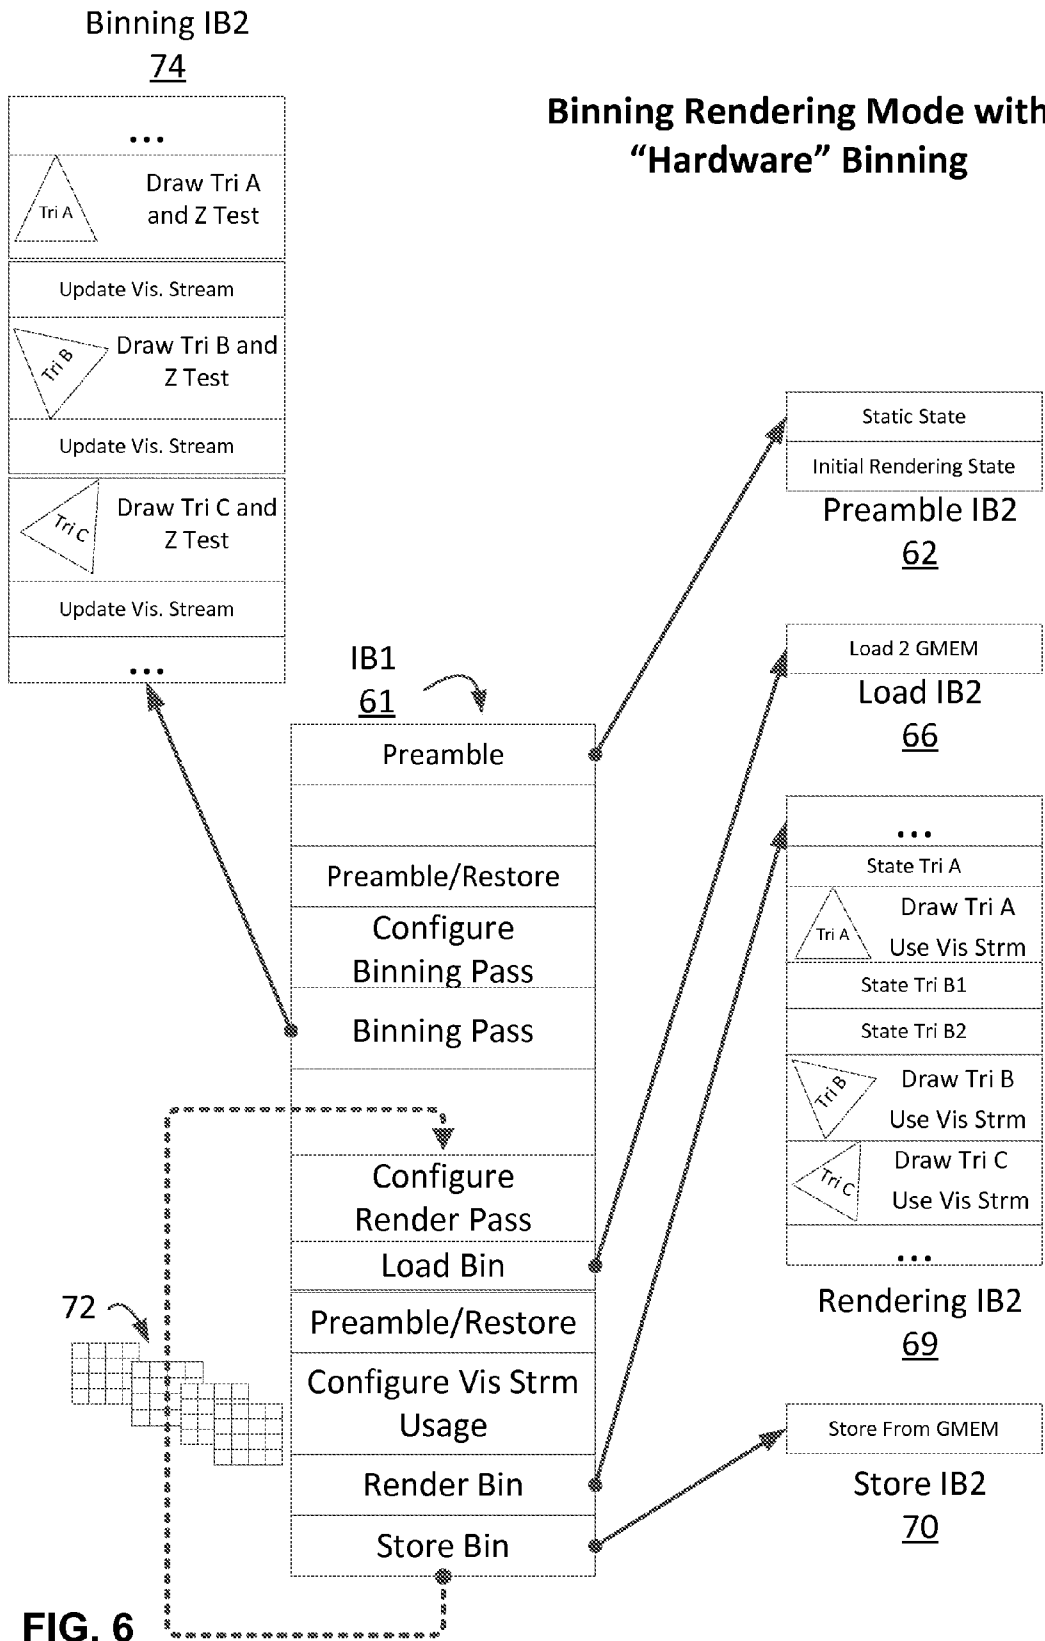 Binning IB2
74
Binning Rendering Mode with
“Hardware” Binning
...
Tri A
Draw Tri A
and Z Test
Update Vis. Stream
Tri B
Draw Tri B and
Z Test
Update Vis. Stream
Tri C
Draw Tri C and
Z Test
Update Vis. Stream
...
IB1
61
Preamble
Preamble/Restore
Configure
Binning Pass
Binning Pass
Configure
Render Pass
Load Bin
Preamble/Restore
Configure Vis Strm
Usage
Render Bin
Store Bin
72
Static State
Initial Rendering State
Preamble IB2
62
Load 2 GMEM
Load IB2
66
...
State Tri A
Tri A
Draw Tri A
Use Vis Strm
State Tri B1
State Tri B2
Tri B
Draw Tri B
Use Vis Strm
Tri C
Draw Tri C
Use Vis Strm
...
Rendering IB2
69
Store From GMEM
Store IB2
70
FIG. 6